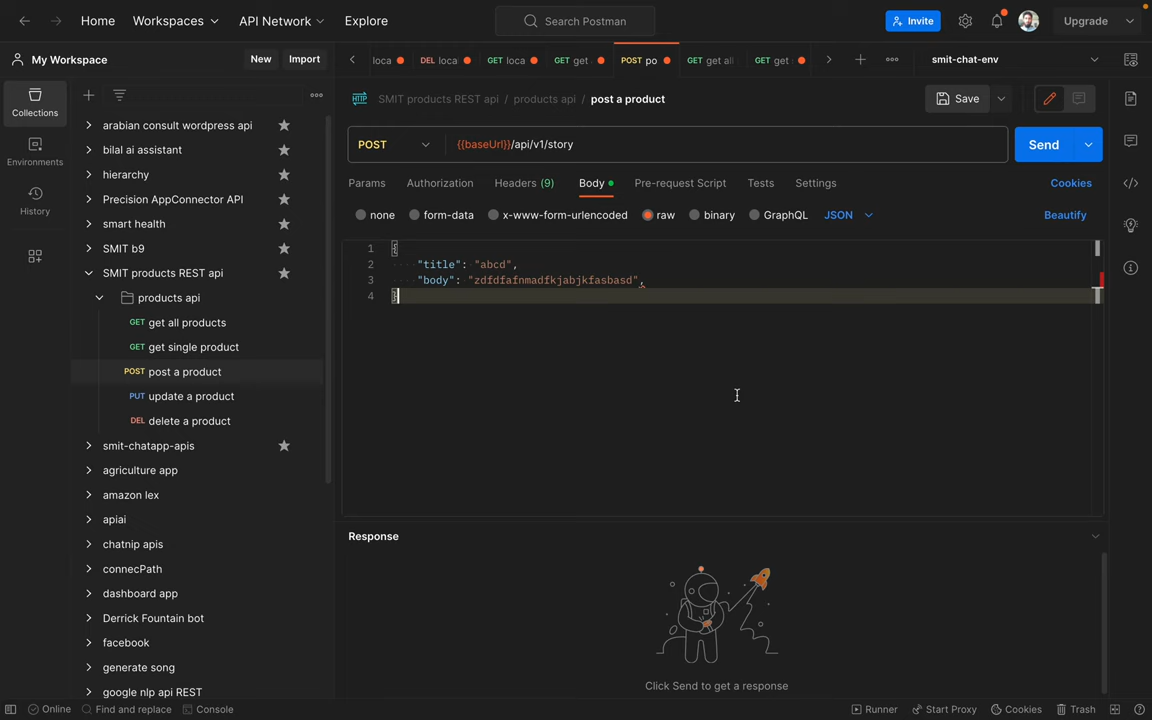 Home Workspaces API Network Explore Search Postman Invite Upgrade
My Workspace New Import loca DEL loca GET loca GET get POST po GET get all GET get smit-chat-env
Collections
Environments
History
arabian consult wordpress api
bilal ai assistant
hierarchy
Precision AppConnector API
smart health
SMIT b9
SMIT products REST api
products api
GET get all products
GET get single product
POST post a product
PUT update a product
DEL delete a product
smit-chatapp-apis
agriculture app
amazon lex
apiai
chatnip apis
connecPath
dashboard app
Derrick Fountain bot
facebook
generate song
google nlp api REST
HTTP SMIT products REST api / products api / post a product Save
POST {{baseUrl}}/api/v1/story Send
Params Authorization Headers (9) Body Pre-request Script Tests Settings Cookies
none form-data x-www-form-urlencoded raw binary GraphQL JSON Beautify
1 {
2 "title": "abcd",
3 "body": "zdfdfafnmadfkjabjkfasbasd",
4 }
Response
Click Send to get a response
Online Find and replace Console Runner Start Proxy Cookies Trash